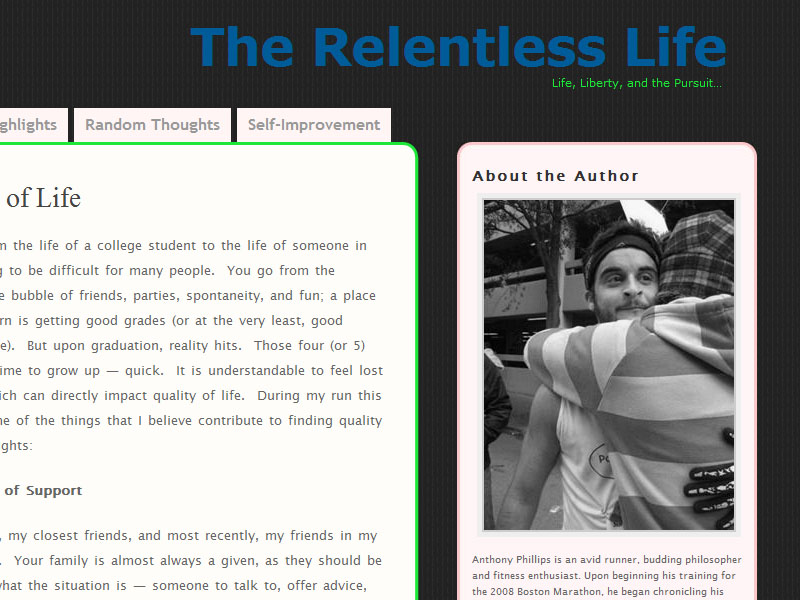 The Relentless Life
Life, Liberty, and the Pursuit...
Random Thoughts
Self-Improvement
of Life
the life of a college student to the life of someone in
to be difficult for many people. You go from the
bubble of friends, parties, spontaneity, and fun; a place
is getting good grades (or at the very least, good
But upon graduation, reality hits. Those four (or 5)
to grow up — quick. It is understandable to feel lost
can directly impact quality of life. During my run this
of the things that I believe contribute to finding quality
of Support
, my closest friends, and most recently, my friends in my
Your family is almost always a given, as they should be
what the situation is — someone to talk to, offer advice,
About the Author
Anthony Phillips is an avid runner, budding philosopher
and fitness enthusiast. Upon beginning his training for
the 2008 Boston Marathon, he began chronicling his